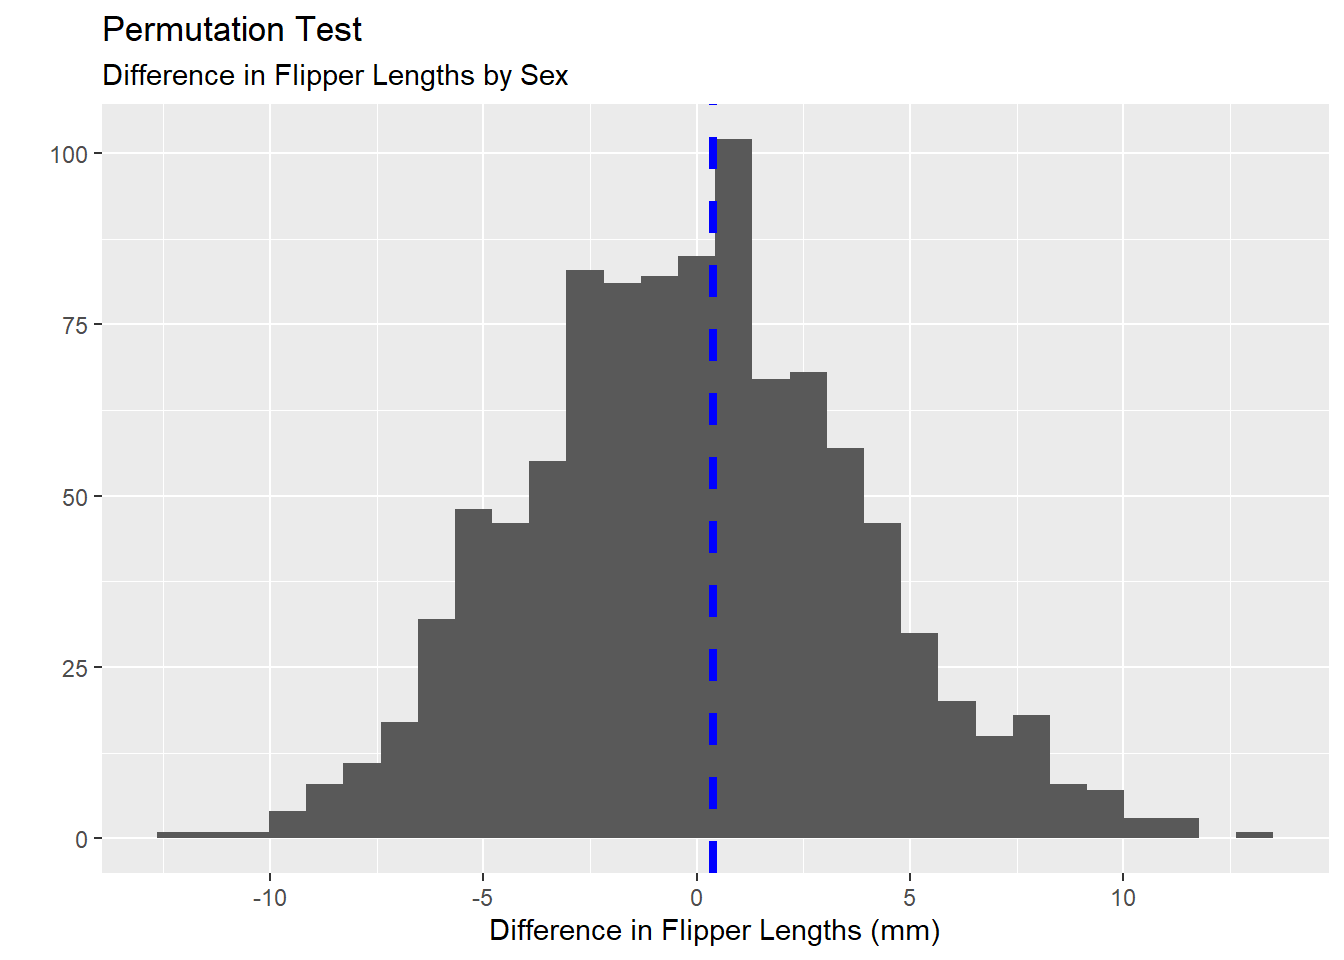 Permutation Test
Difference in Flipper Lengths by Sex
100
75
50
25
0
-10 -5 0 5 10
Difference in Flipper Lengths (mm)